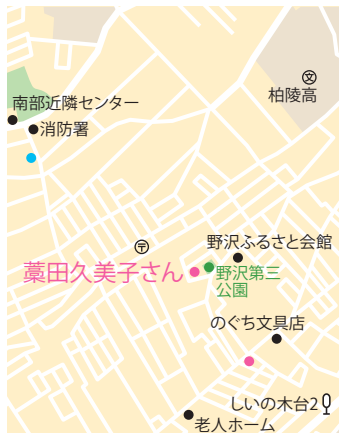 文
柏陵高
南部近隣センター
消防署
〒
野沢ふるさと会館
藁田久美子さん
野沢第三
公園
のぐち文具店
しいの木台2
老人ホーム